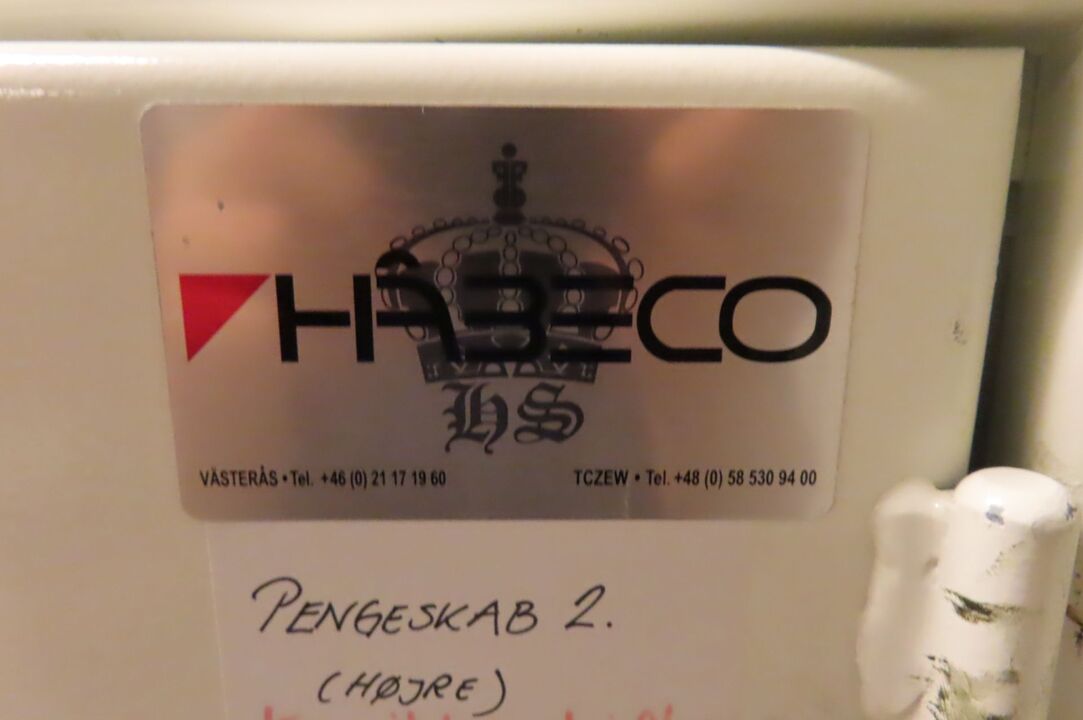 HÅBECO
HS
VÄSTERÅS • Tel. +46 (0) 21 17 19 60
TCZEW • Tel. +48 (0) 58 530 94 00
PENGESKAB 2.
(HØJRE)